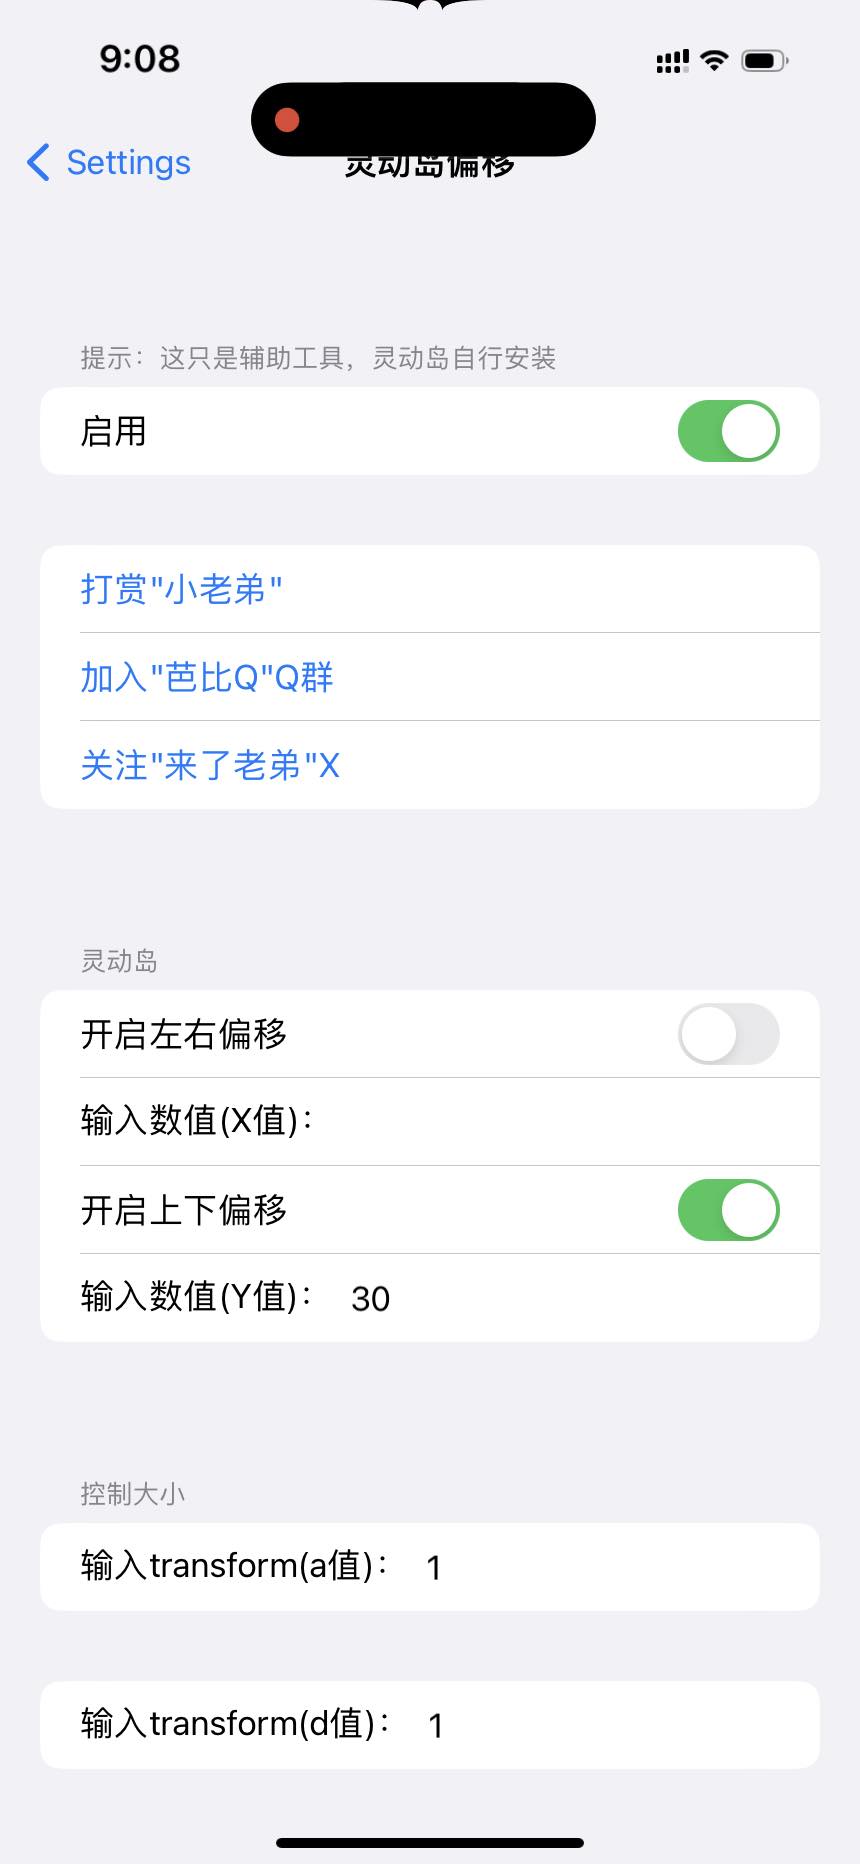 9:08
Settings
灵动岛偏移
提示：这只是辅助工具，灵动岛自行安装
启用
打赏"小老弟"
加入"芭比Q"Q群
关注"来了老弟"X
灵动岛
开启左右偏移
输入数值(X值)：
开启上下偏移
输入数值(Y值)： 30
控制大小
输入transform(a值)： 1
输入transform(d值)： 1